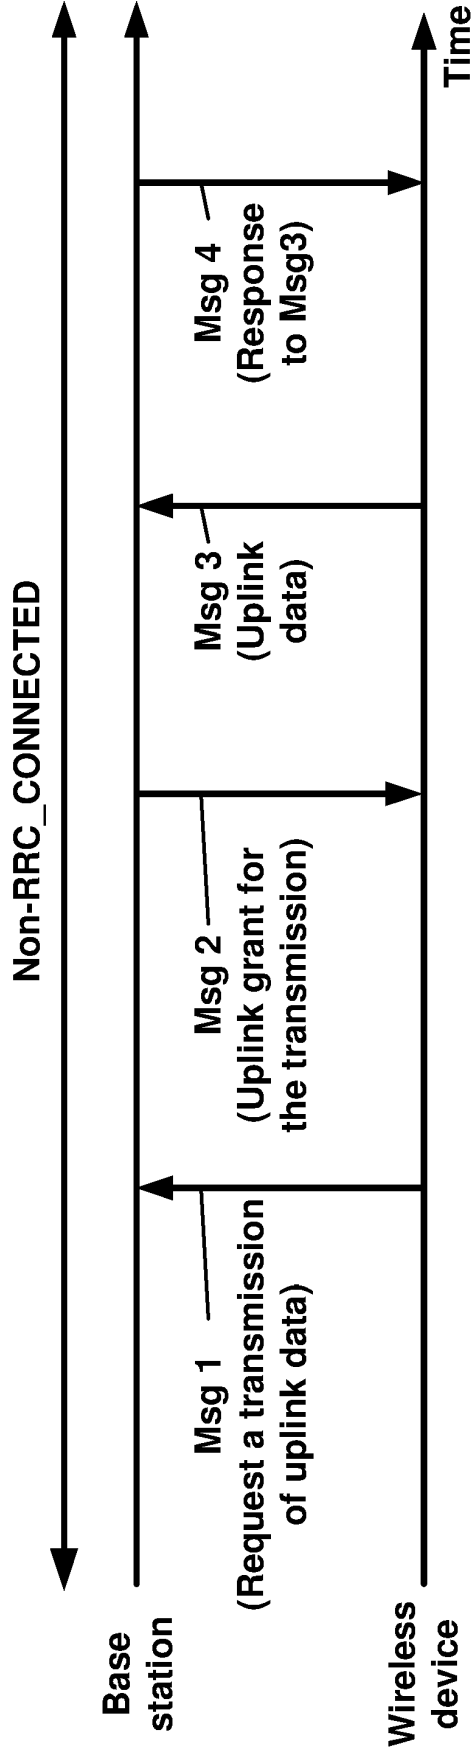 Non-RRC_CONNECTED
Base
station
Msg 1
(Request a transmission
of uplink data)
Msg 2
(Uplink grant for
the transmission)
Msg 3
(Uplink
data)
Msg 4
(Response
to Msg3)
Wireless
device
Time